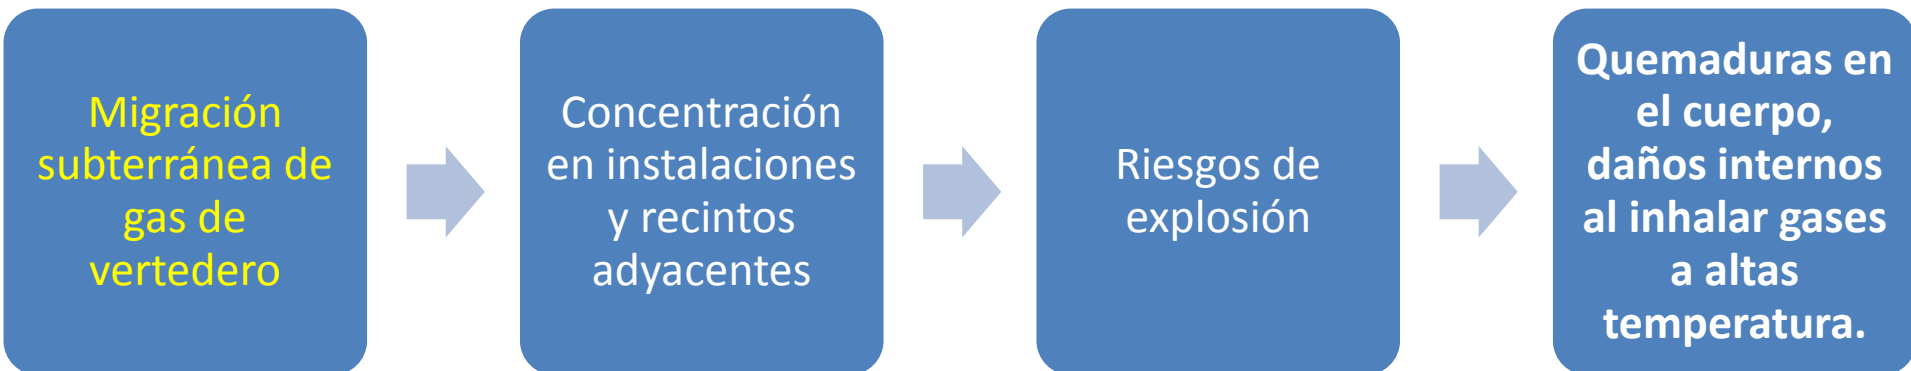 Migración
subterránea de
gas de
vertedero
Concentración
en instalaciones
y recintos
adyacentes
Riesgos de
explosión
Quemaduras en
el cuerpo,
daños internos
al inhalar gases
a altas
temperatura.